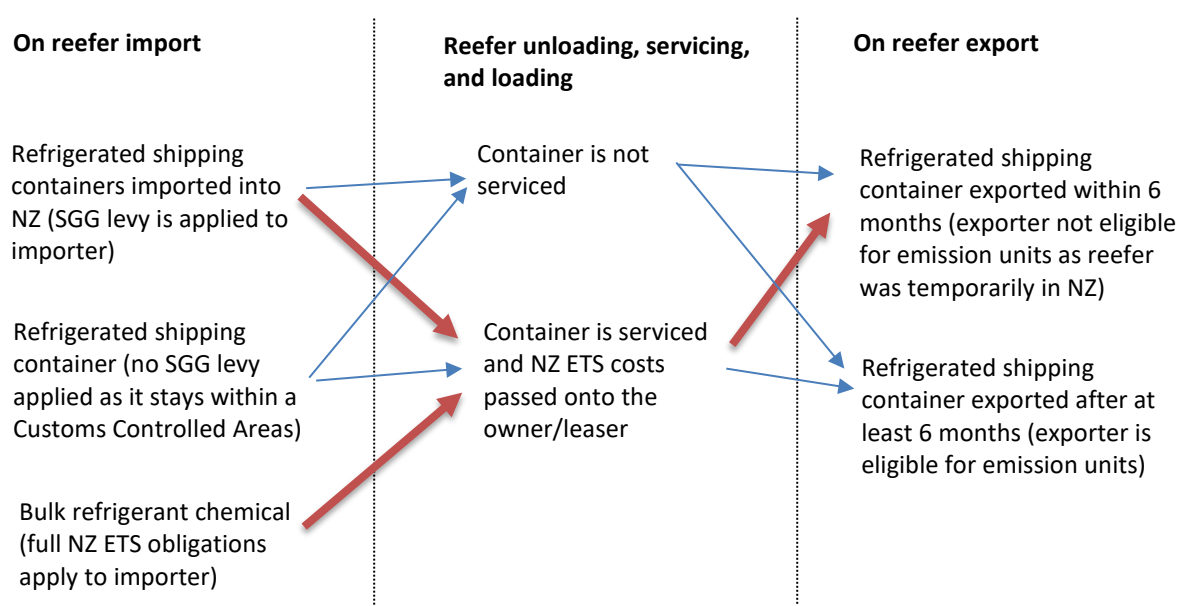 On reefer import
Refrigerated shipping
containers imported into
NZ (SGG levy is applied to
importer)
Refrigerated shipping
container (no SGG levy
applied as it stays within a
Customs Controlled Areas)
Bulk refrigerant chemical
(full NZ ETS obligations
apply to importer)
Reefer unloading, servicing,
and loading
Container is not
serviced
Container is serviced
and NZ ETS costs
passed onto the
owner/leaser
On reefer export
Refrigerated shipping
container exported within 6
months (exporter not eligible
for emission units as reefer
was temporarily in NZ)
Refrigerated shipping
container exported after at
least 6 months (exporter is
eligible for emission units)